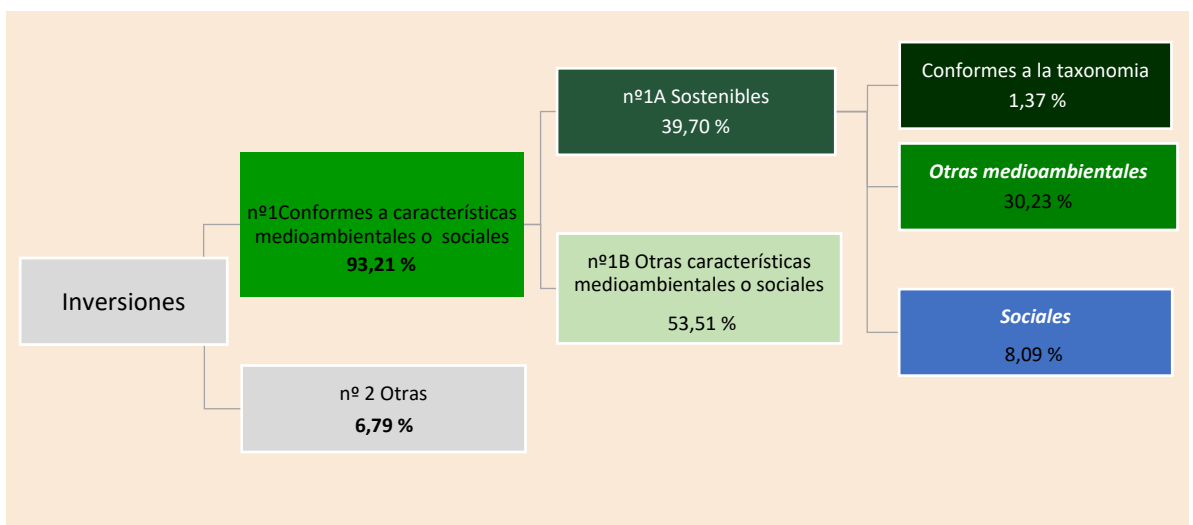 Inversiones
nº1Conformes a características
medioambientales o sociales
93,21 %
nº 2 Otras
6,79 %
nº1A Sostenibles
39,70 %
nº1B Otras características
medioambientales o sociales
53,51 %
Conformes a la taxonomia
1,37 %
Otras medioambientales
30,23 %
Sociales
8,09 %